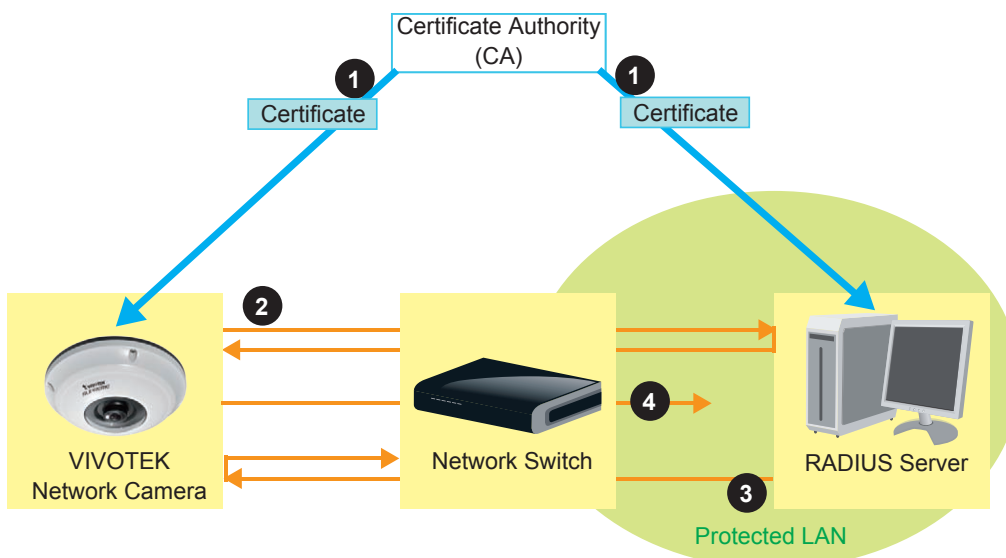 Certificate Authority
(CA)
1
1
Certificate
Certificate
2
4
VIVOTEK
Network Camera
Network Switch
RADIUS Server
3
Protected LAN